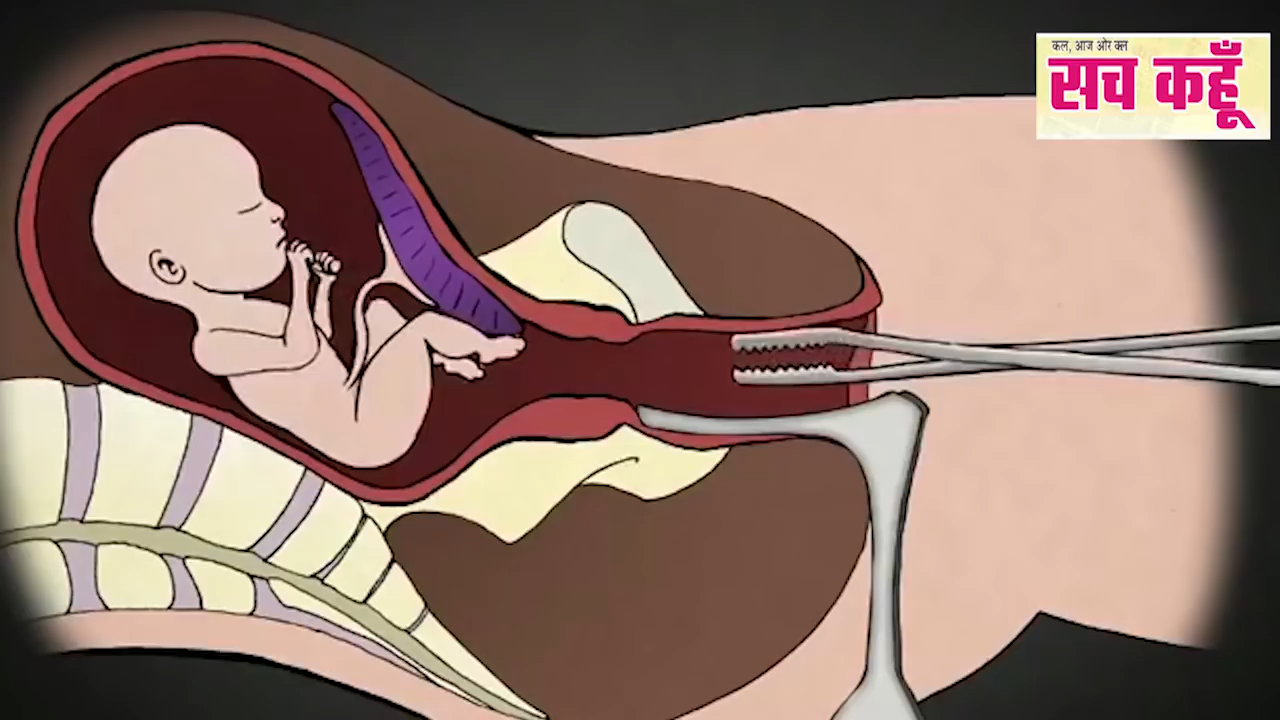 कल, आज और कल
सच कहूँ